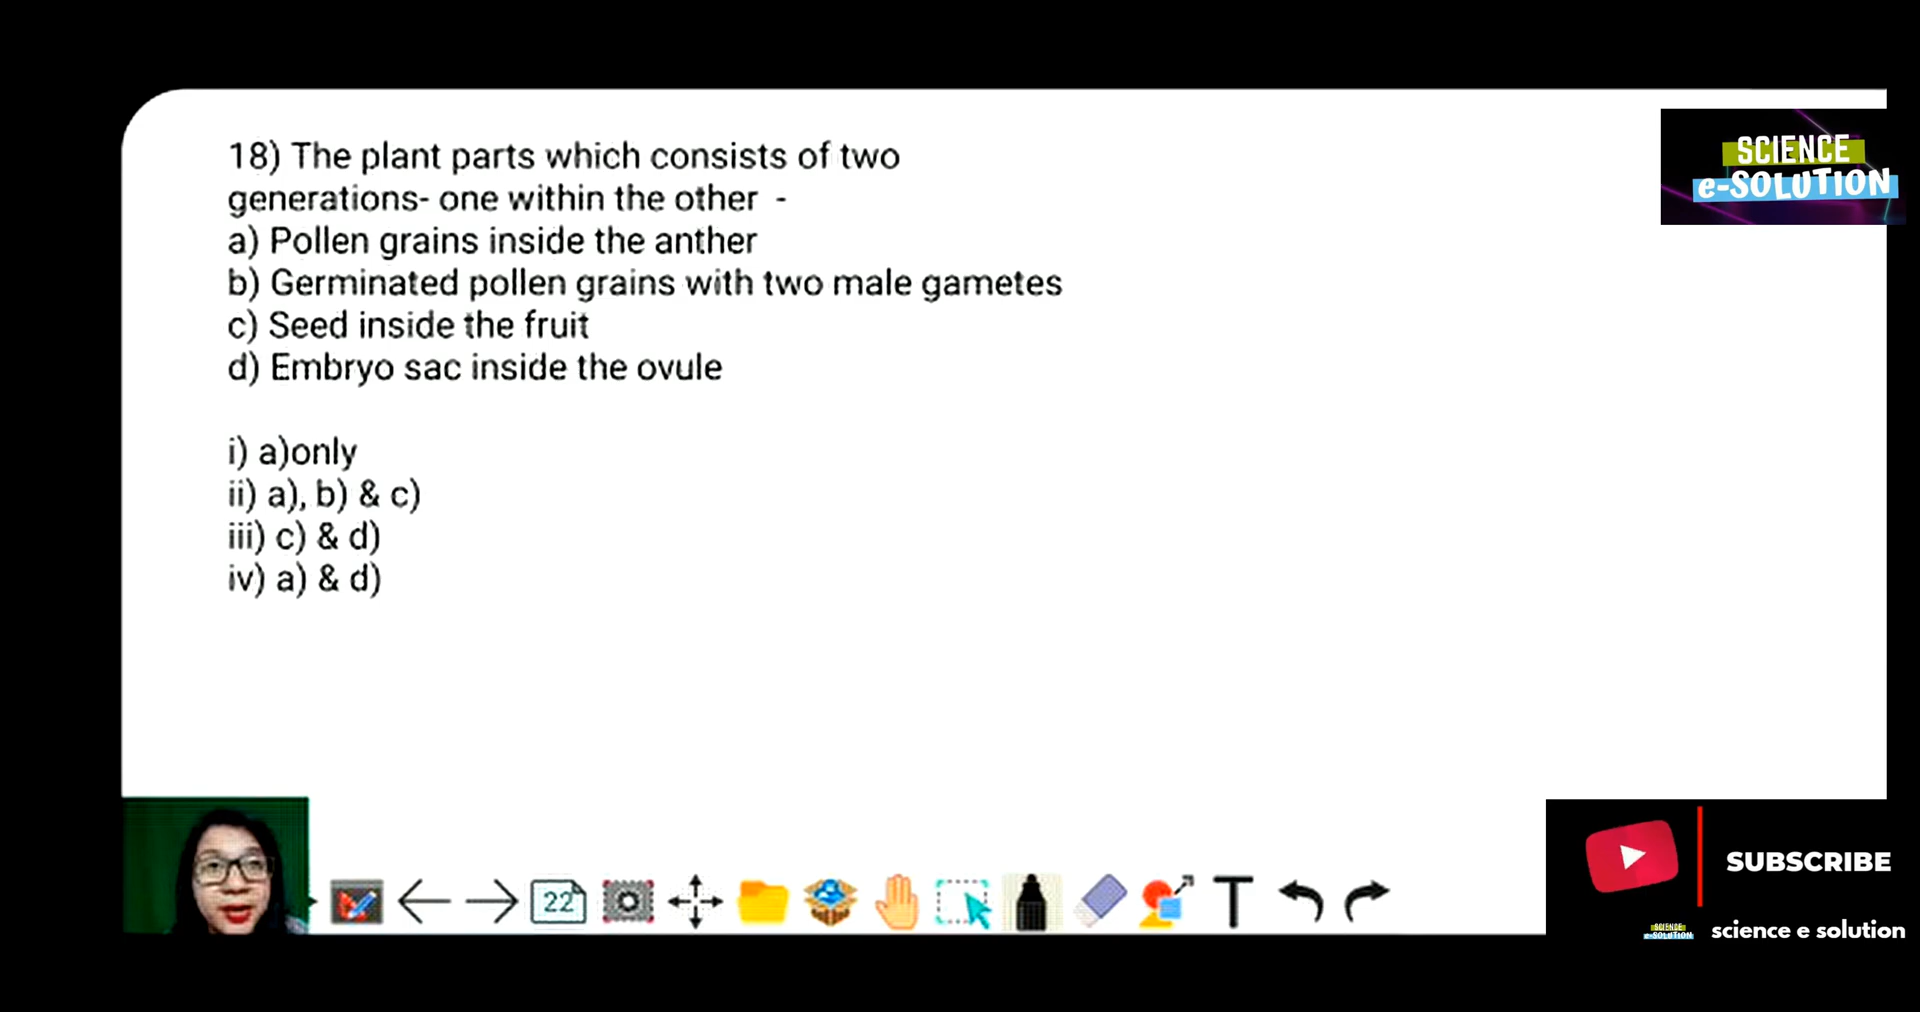 18) The plant parts which consists of two
generations- one within the other -
a) Pollen grains inside the anther
b) Germinated pollen grains with two male gametes
c) Seed inside the fruit
d) Embryo sac inside the ovule
i) a)only
ii) a), b) & c)
iii) c) & d)
iv) a) & d)
SCIENCE
e-SOLUTION
22
T
SUBSCRIBE
SCIENCE
e-SOLUTION
science e solution